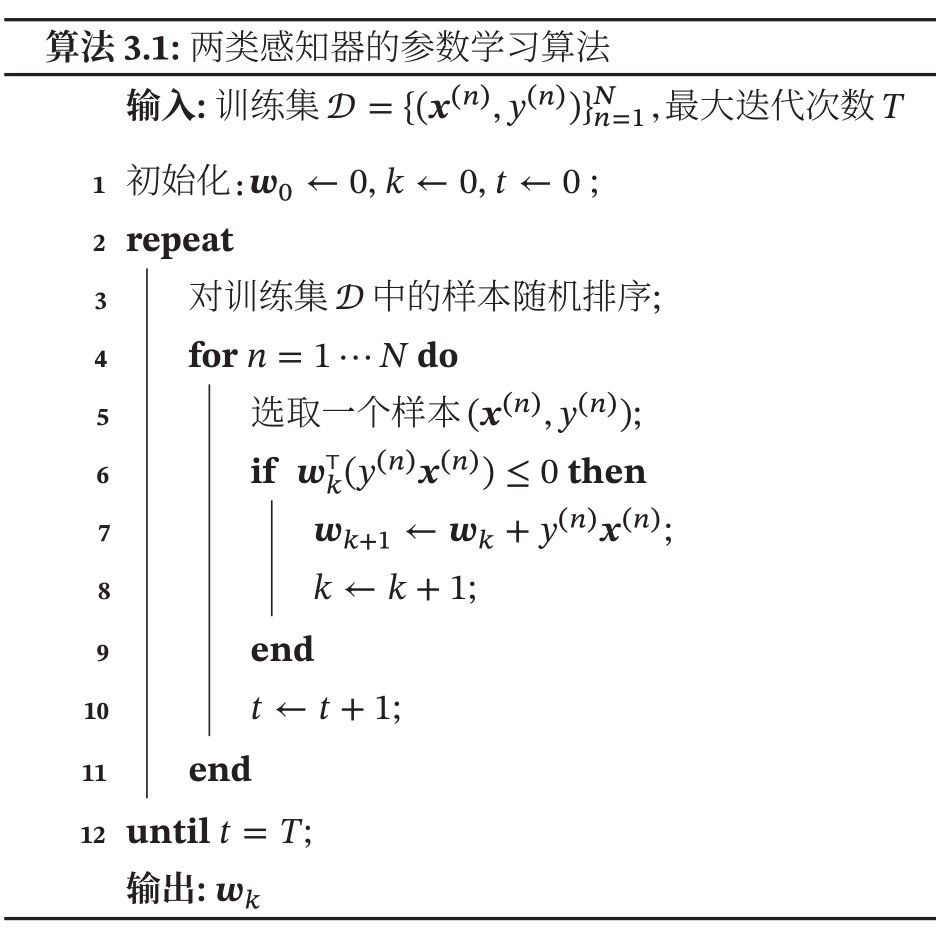 算法 3.1: 两类感知器的参数学习算法
输入: 训练集 𝒟 = {(𝒙⁽ⁿ⁾, y⁽ⁿ⁾)}ᴺₙ₌₁ ,最大迭代次数 T
1 初始化: 𝒘₀ ← 0, k ← 0, t ← 0 ;
2 repeat
3 对训练集 𝒟 中的样本随机排序;
4 for n = 1 ⋯ N do
5 选取一个样本 (𝒙⁽ⁿ⁾, y⁽ⁿ⁾);
6 if 𝒘ₖᵀ(y⁽ⁿ⁾𝒙⁽ⁿ⁾) ≤ 0 then
7 𝒘ₖ₊₁ ← 𝒘ₖ + y⁽ⁿ⁾𝒙⁽ⁿ⁾;
8 k ← k + 1;
9 end
10 t ← t + 1;
11 end
12 until t = T;
输出: 𝒘ₖ